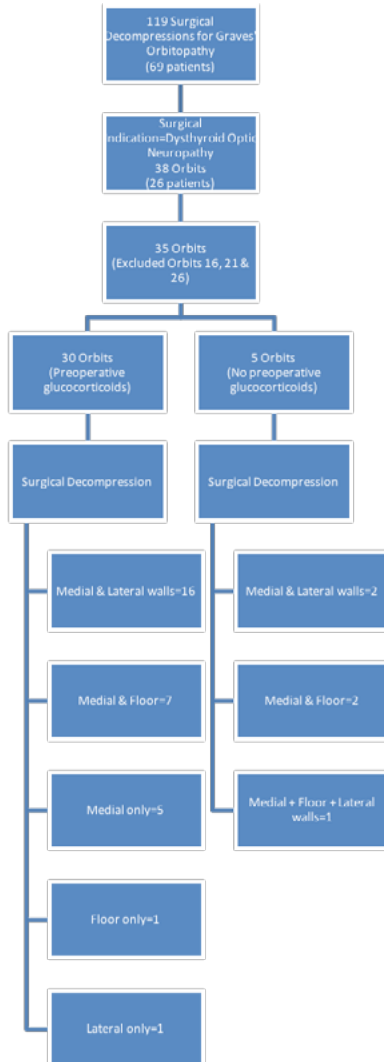 119 Surgical
Decompressions for Graves'
Orbitopathy
(69 patients)
Surgical
Indication=Dysthyroid Optic
Neuropathy
38 Orbits
(26 patients)
35 Orbits
(Excluded Orbits 16, 21 &
26)
30 Orbits
(Preoperative
glucocorticoids)
5 Orbits
(No preoperative
glucocorticoids)
Surgical Decompression
Surgical Decompression
Medial & Lateral walls=16
Medial & Lateral walls=2
Medial & Floor=7
Medial & Floor=2
Medial only=5
Medial + Floor + Lateral
walls=1
Floor only=1
Lateral only=1